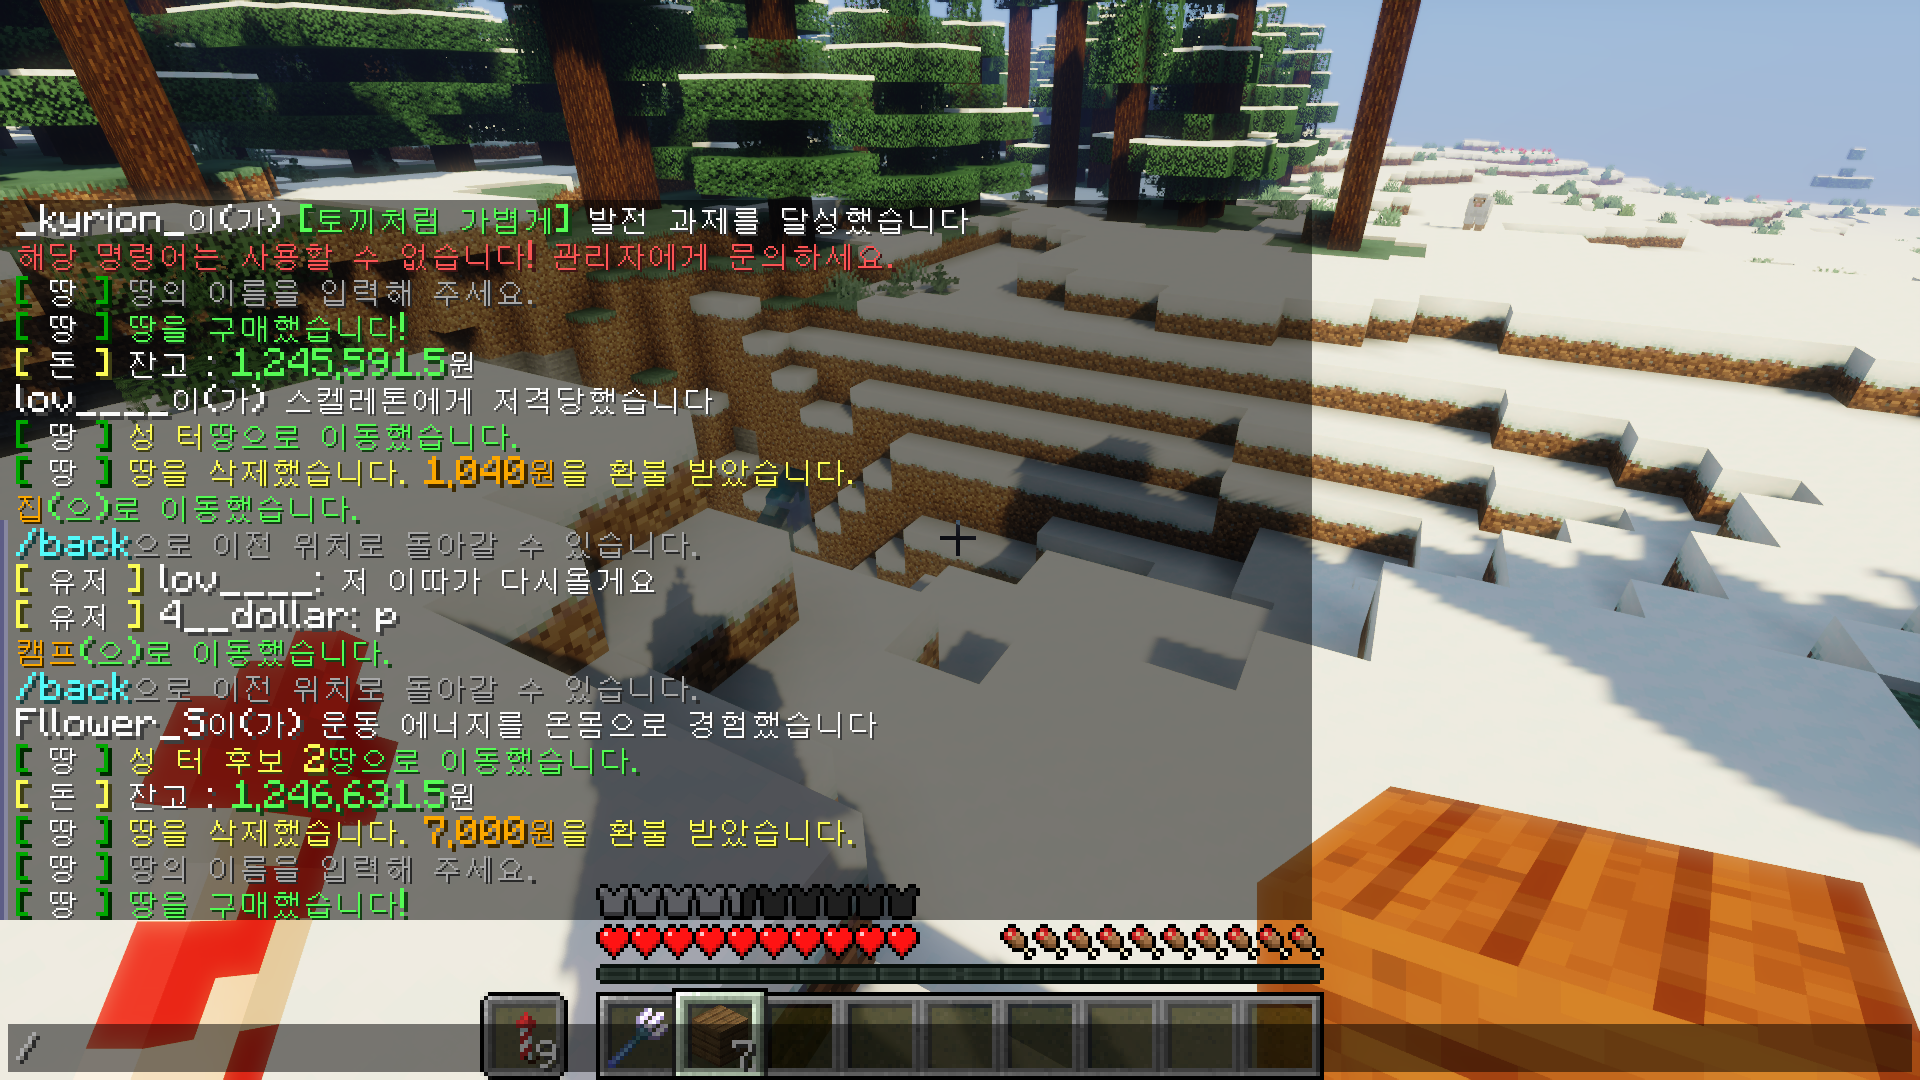 _kyrion_이(가) [토끼처럼 가볍게] 발전 과제를 달성했습니다
해당 명령어는 사용할 수 없습니다! 관리자에게 문의하세요.
[ 땅 ] 땅의 이름을 입력해 주세요.
[ 땅 ] 땅을 구매했습니다!
[ 돈 ] 잔고 : 1,245,591.5원
lov____이(가) 스켈레톤에게 저격당했습니다
[ 땅 ] 성 터땅으로 이동했습니다.
[ 땅 ] 땅을 삭제했습니다. 1,040원을 환불 받았습니다.
집(으)로 이동했습니다.
/back으로 이전 위치로 돌아갈 수 있습니다.
[ 유저 ] lov____: 저 이따가 다시올게요
[ 유저 ] 4__dollar: p
캠프(으)로 이동했습니다.
/back으로 이전 위치로 돌아갈 수 있습니다.
Fllower_5이(가) 운동 에너지를 온몸으로 경험했습니다
[ 땅 ] 성 터 후보 2땅으로 이동했습니다.
[ 돈 ] 잔고 : 1,246,631.5원
[ 땅 ] 땅을 삭제했습니다. 7,000원을 환불 받았습니다.
[ 땅 ] 땅의 이름을 입력해 주세요.
[ 땅 ] 땅을 구매했습니다!
9
7
/